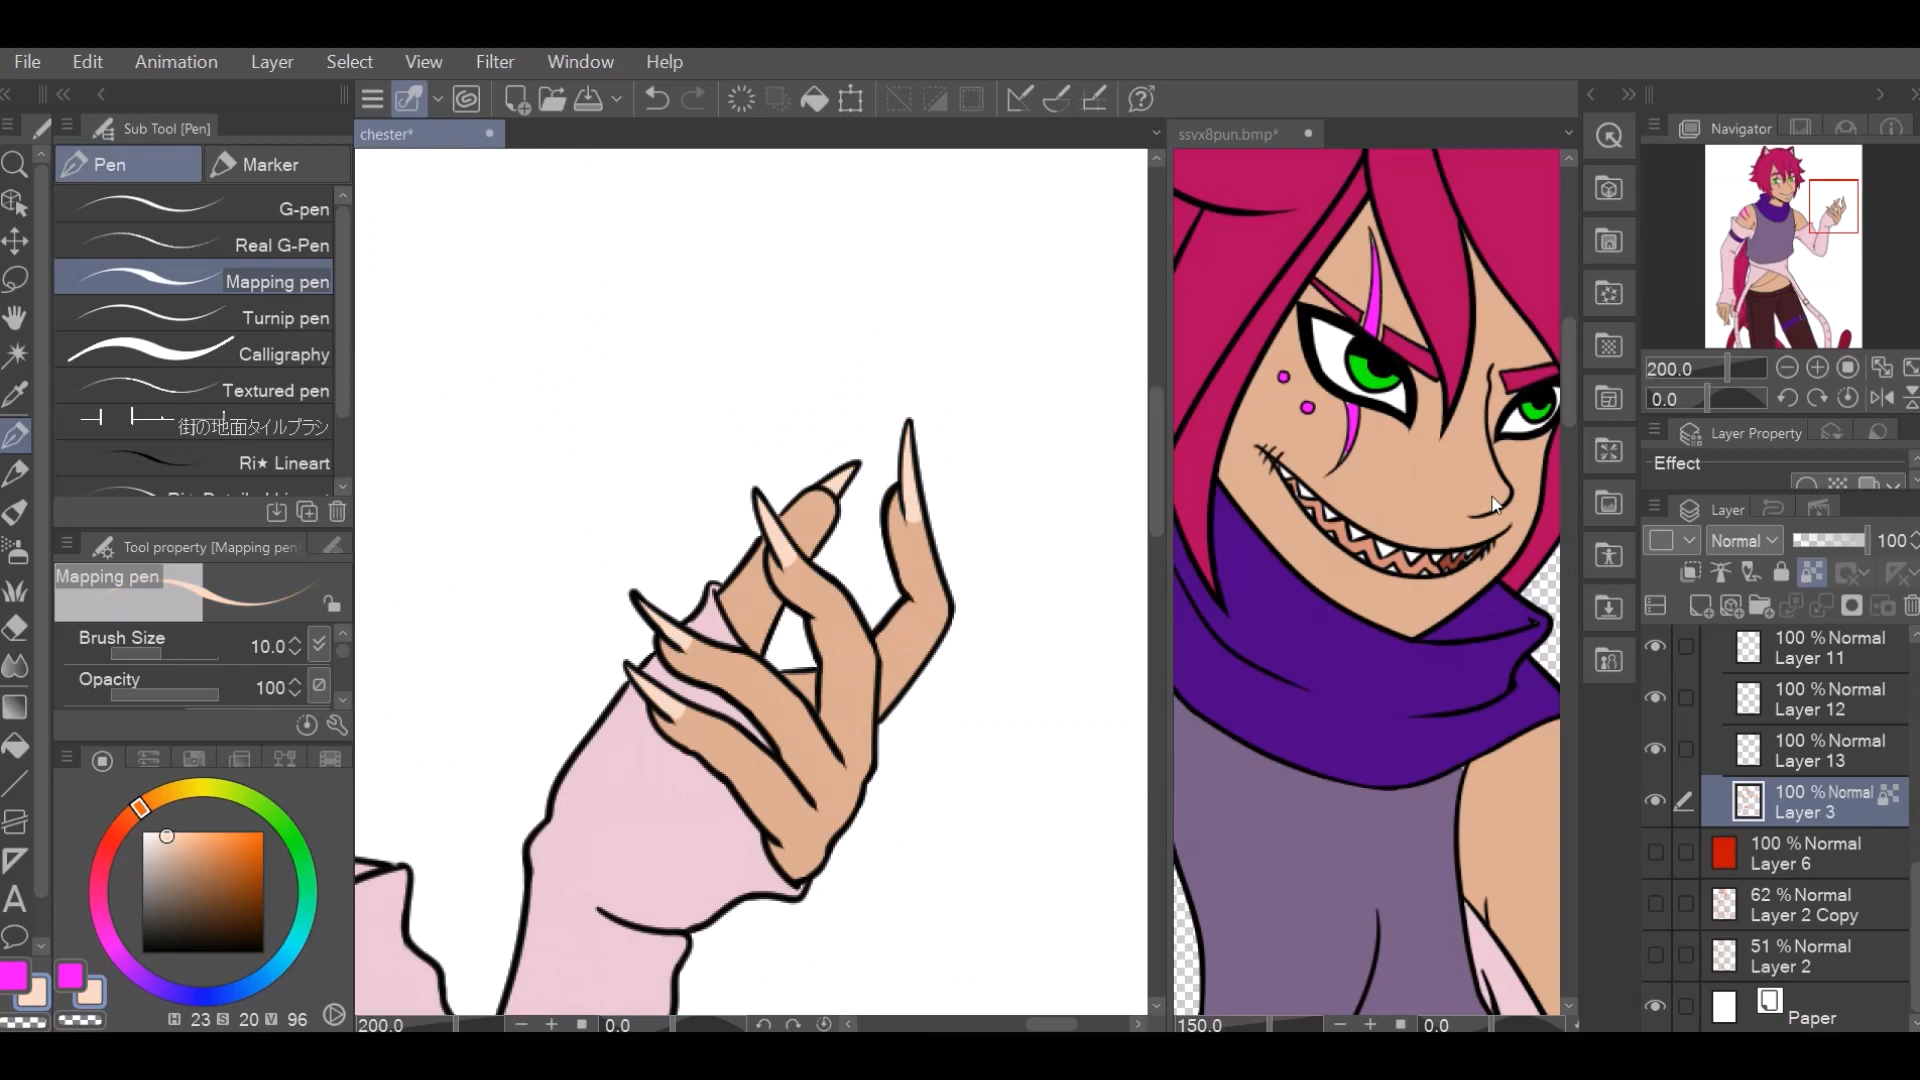 File Edit Animation Layer Select View Filter Window Help
Sub Tool [Pen]
chester*
ssvx8pun.bmp*
Navigator
Pen
Marker
G-pen
Real G-Pen
Mapping pen
Turnip pen
Calligraphy
Textured pen
街の地面タイルブラシ
Ri★ Lineart
200.0
0.0
Layer Property
Effect
Layer
Normal
100
Tool property [Mapping pen]
Mapping pen
Brush Size
10.0
Opacity
100
100 % Normal
Layer 11
100 % Normal
Layer 12
100 % Normal
Layer 13
100 % Normal
Layer 3
100 % Normal
Layer 6
62 % Normal
Layer 2 Copy
51 % Normal
Layer 2
Paper
H 23 S 20 V 96
200.0
0.0
150.0
0.0